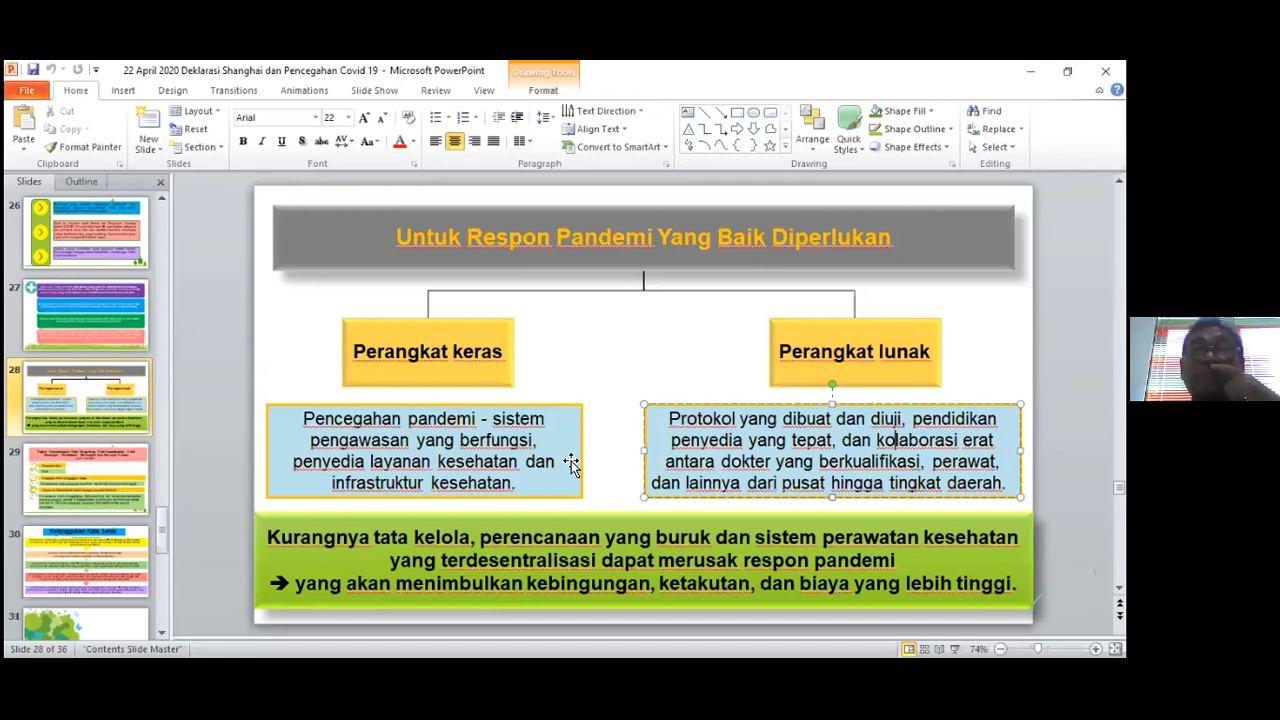 22 April 2020 Deklarasi Shanghai dan Pencegahan Covid 19 - Microsoft PowerPoint
Drawing Tools
File Home Insert Design Transitions Animations Slide Show Review View Format
Paste
Cut
Copy
Format Painter
Clipboard
New Slide
Layout
Reset
Section
Slides
Arial 22
Font
Text Direction
Align Text
Convert to SmartArt
Paragraph
Arrange
Quick Styles
Shape Fill
Shape Outline
Shape Effects
Drawing
Find
Replace
Select
Editing
Slides Outline
26
27
28
29
30
31
Untuk Respon Pandemi Yang Baik Diperlukan
Perangkat keras
Perangkat lunak
Pencegahan pandemi - sistem
pengawasan yang berfungsi,
penyedia layanan kesehaian dan
infrastruktur kesehatan.
Protokol yang dibuat dan diuji, pendidikan
penyedia yang tepat, dan kolaborasi erat
antara dokter yang berkualifikasi, perawat,
dan lainnya dari pusat hingga tingkat daerah.
Kurangnya tata kelola, perencanaan yang buruk dan sistem perawatan kesehatan
yang terdesentralisasi dapat merusak respon pandemi
➔ yang akan menimbulkan kebingungan, ketakutan, dan biaya yang lebih tinggi.
Slide 28 of 36 "Contents Slide Master" 74%